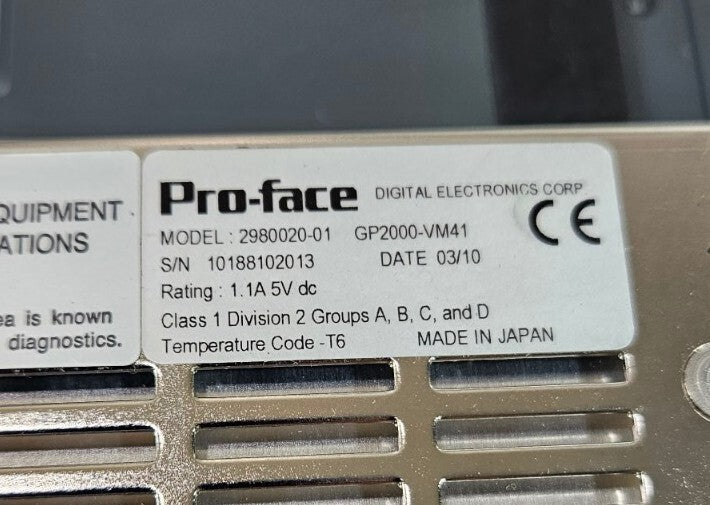 QUIPMENT
ATIONS
ea is known
diagnostics.
Pro-face DIGITAL ELECTRONICS CORP
MODEL : 2980020-01 GP2000-VM41
S/N 10188102013 DATE 03/10
Rating : 1.1A 5V dc
Class 1 Division 2 Groups A, B, C, and D
Temperature Code -T6 MADE IN JAPAN
CE